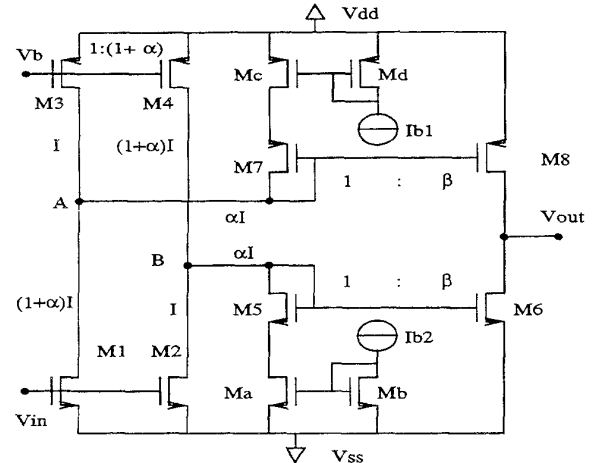 Vdd
1:(1+ α)
Vb
Mc
Md
M3
M4
Ib1
I
(1+α)I
M7
M8
1 : β
A
αI
Vout
B
αI
1 : β
(1+α)I
I
M5
M6
Ib2
M1
M2
Ma
Mb
Vin
Vss